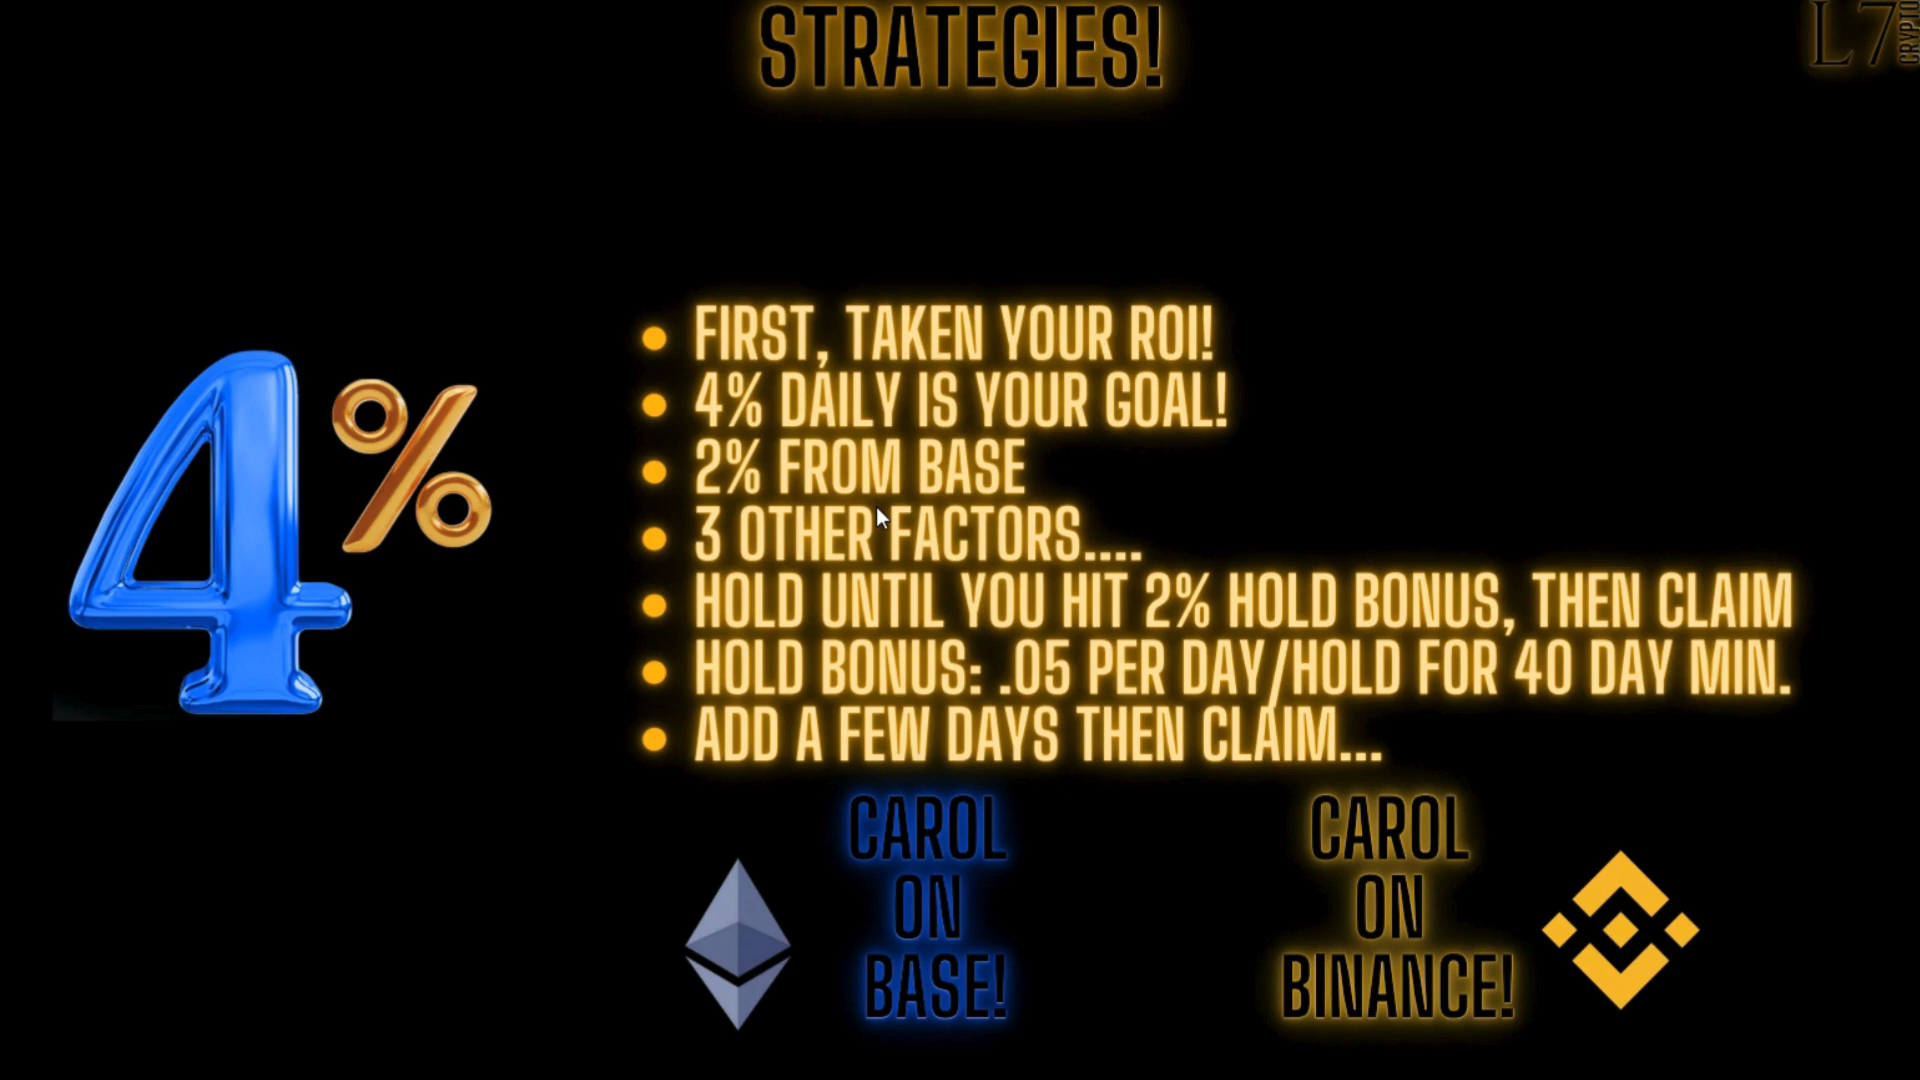 STRATEGIES!
L7 CRYPTO
4%
FIRST, TAKEN YOUR ROI!
4% DAILY IS YOUR GOAL!
2% FROM BASE
3 OTHER FACTORS....
HOLD UNTIL YOU HIT 2% HOLD BONUS, THEN CLAIM
HOLD BONUS: .05 PER DAY/HOLD FOR 40 DAY MIN.
ADD A FEW DAYS THEN CLAIM...
CAROL
ON
BASE!
CAROL
ON
BINANCE!